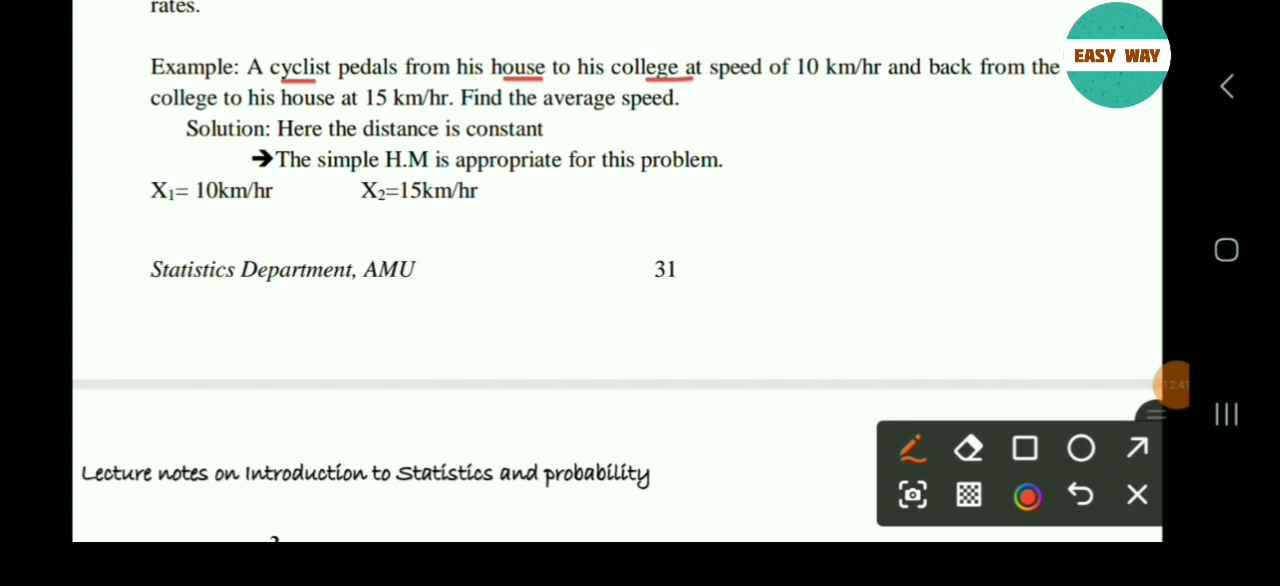 rates.
EASY WAY
Example: A cyclist pedals from his house to his college at speed of 10 km/hr and back from the
college to his house at 15 km/hr. Find the average speed.
Solution: Here the distance is constant
➔The simple H.M is appropriate for this problem.
X₁= 10km/hr X₂=15km/hr
Statistics Department, AMU 31
12:41
Lecture notes on Introduction to Statistics and probability